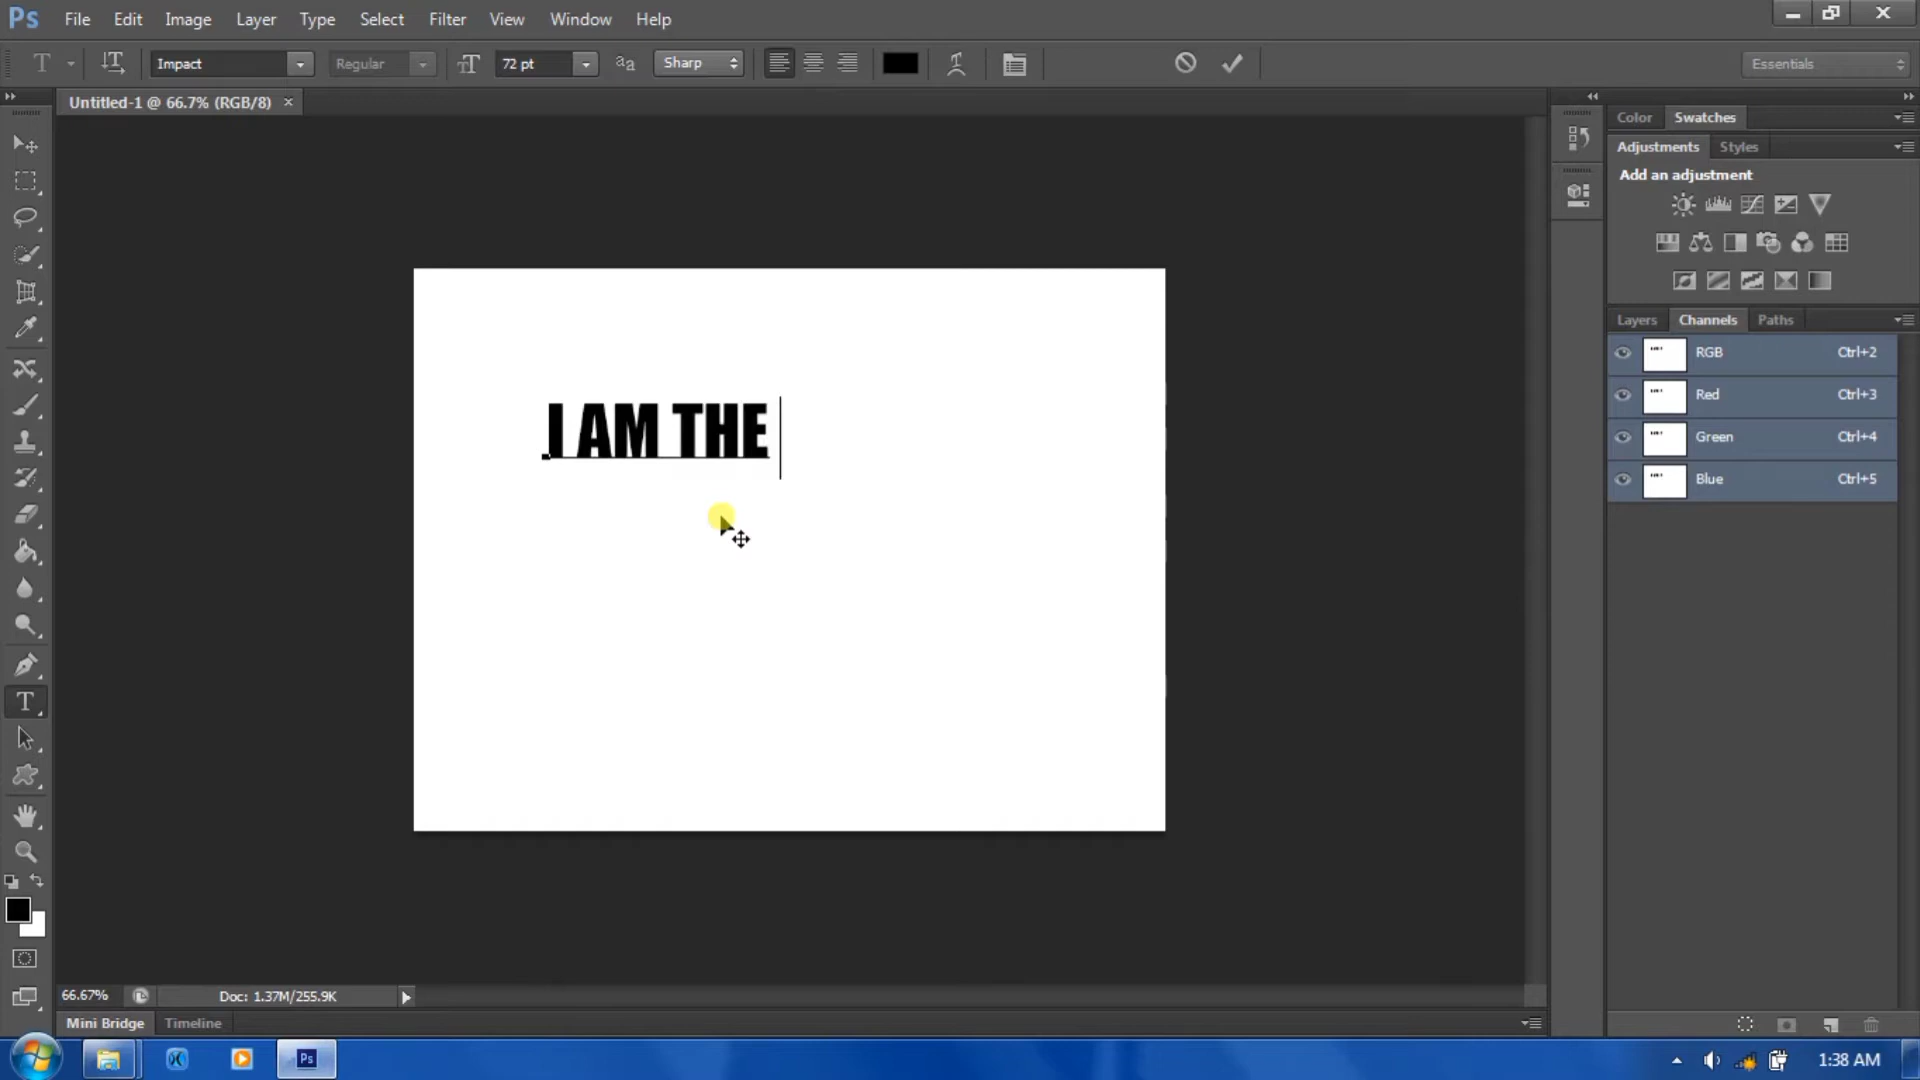 Ps File Edit Image Layer Type Select Filter View Window Help
T Impact Regular 72 pt aa Sharp Essentials
Untitled-1 @ 66.7% (RGB/8)
Color Swatches
Adjustments Styles
Add an adjustment
Layers Channels Paths
RGB Ctrl+2
Red Ctrl+3
Green Ctrl+4
Blue Ctrl+5
I AM THE
66.67% Doc: 1.37M/255.9K
Mini Bridge Timeline
Ps 1:38 AM